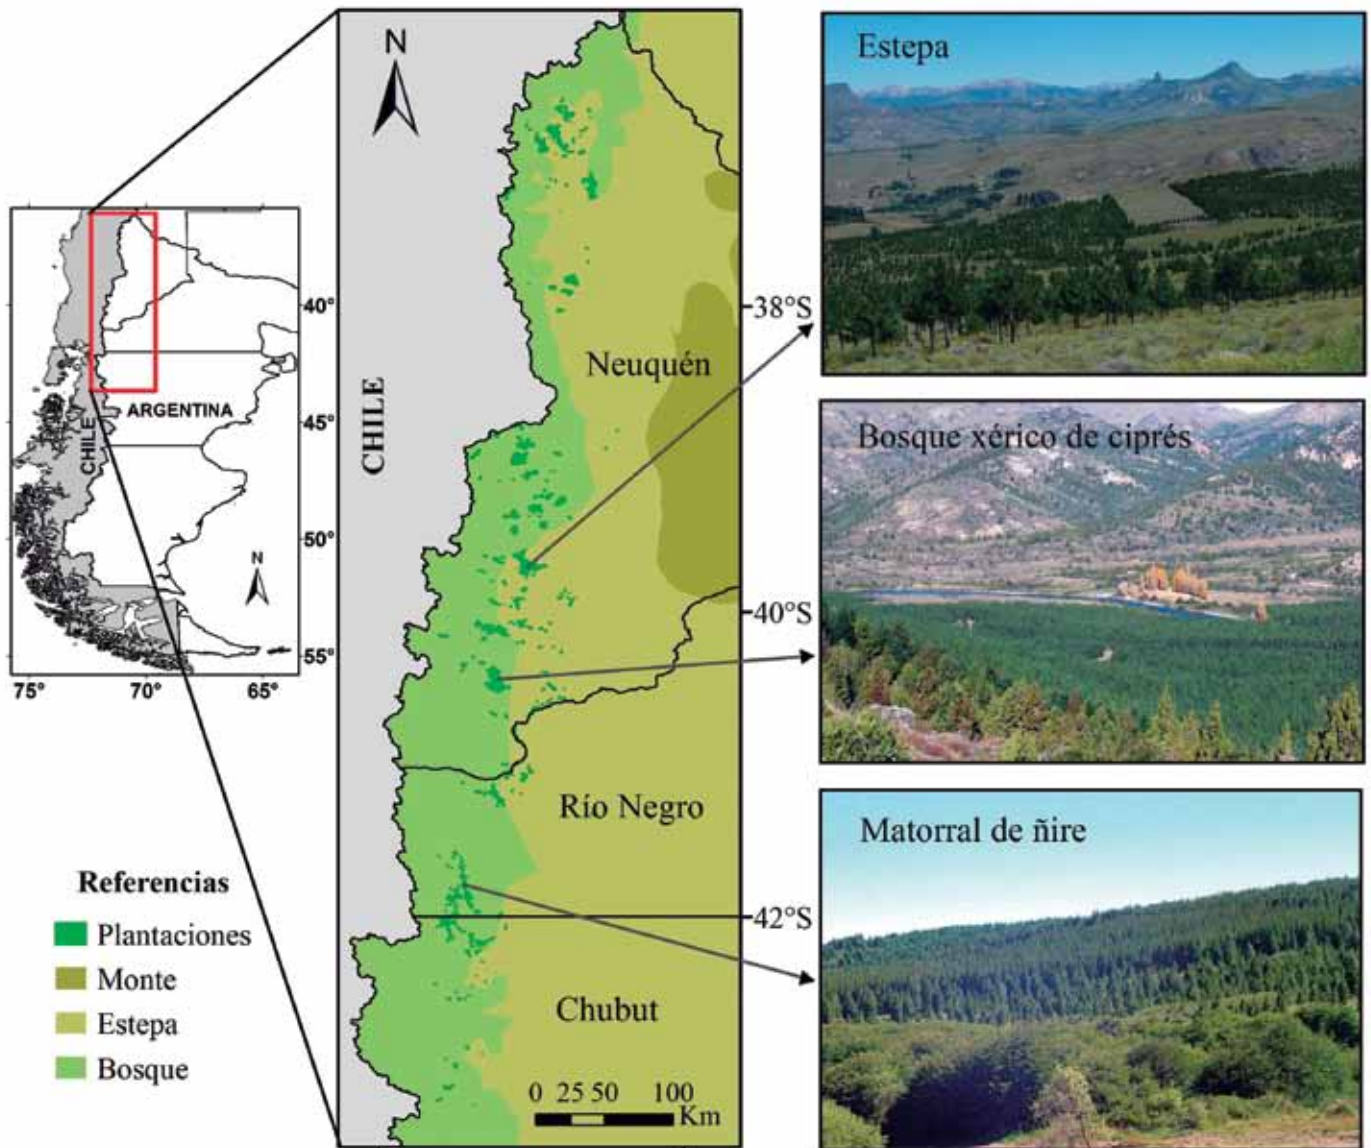 N
CHILE
Neuquén
Río Negro
Chubut
38°S
40°S
42°S
0 25 50 100
Km
40°
45°
50°
55°
75° 70° 65°
ARGENTINA
CHILE
N
Referencias
Plantaciones
Monte
Estepa
Bosque
Estepa
Bosque xérico de ciprés
Matorral de ñire